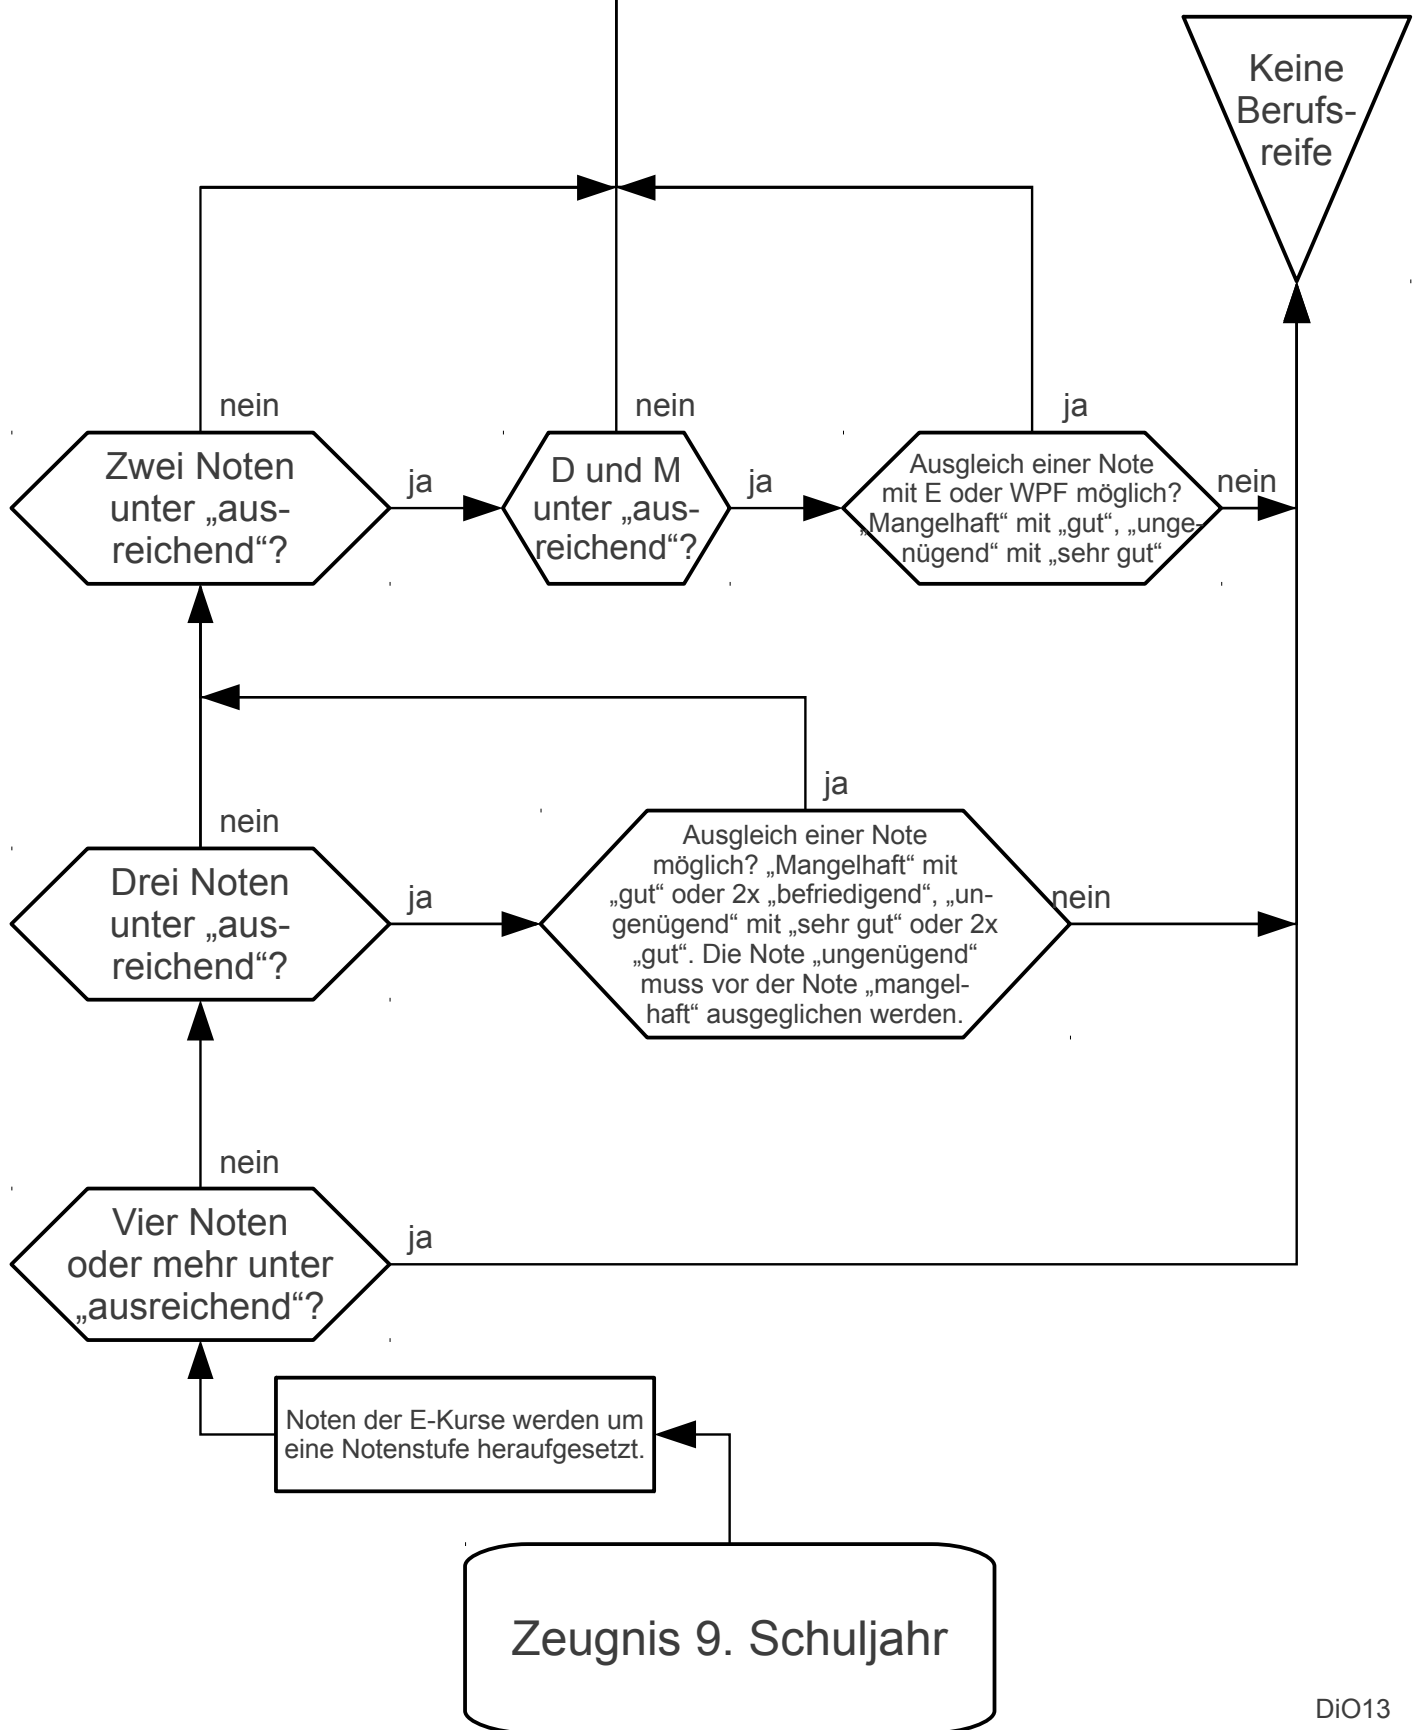 Keine
Berufs-
reife
nein
nein
ja
Zwei Noten
unter „aus-
reichend“?
ja
D und M
unter „aus-
reichend“?
ja
Ausgleich einer Note
mit E oder WPF möglich?
„Mangelhaft“ mit „gut“, „unge-
nügend“ mit „sehr gut“
nein
ja
nein
Drei Noten
unter „aus-
reichend“?
ja
Ausgleich einer Note
möglich? „Mangelhaft“ mit
„gut“ oder 2x „befriedigend“, „un-
genügend“ mit „sehr gut“ oder 2x
„gut“. Die Note „ungenügend“
muss vor der Note „mangel-
haft“ ausgeglichen werden.
nein
nein
Vier Noten
oder mehr unter
„ausreichend“?
ja
Noten der E-Kurse werden um
eine Notenstufe heraufgesetzt.
Zeugnis 9. Schuljahr
DiO13